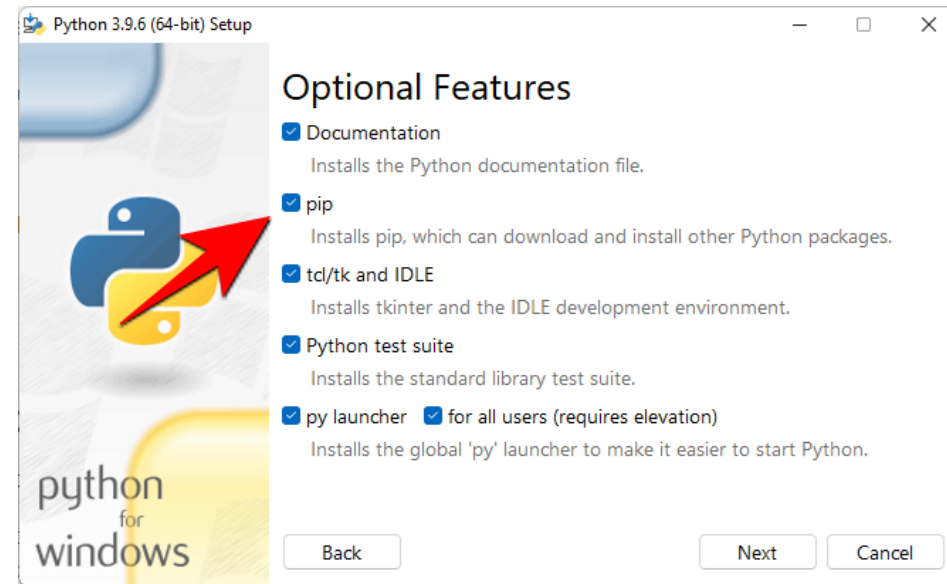 Python 3.9.6 (64-bit) Setup
Optional Features
Documentation
Installs the Python documentation file.
pip
Installs pip, which can download and install other Python packages.
tcl/tk and IDLE
Installs tkinter and the IDLE development environment.
Python test suite
Installs the standard library test suite.
py launcher for all users (requires elevation)
Installs the global 'py' launcher to make it easier to start Python.
python
for
windows
Back Next Cancel